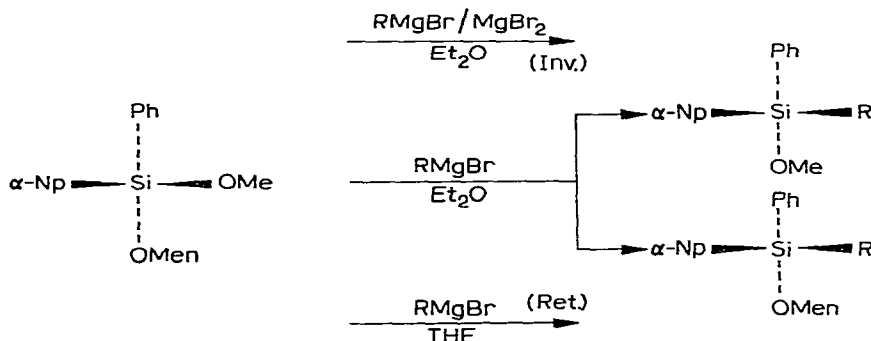 RMgBr/MgBr₂
Et₂O (Inv.)
Ph
α-Np Si R
OMe
Ph
α-Np Si OMe
OMen
RMgBr
Et₂O
Ph
α-Np Si R
OMen
RMgBr (Ret.)
THF